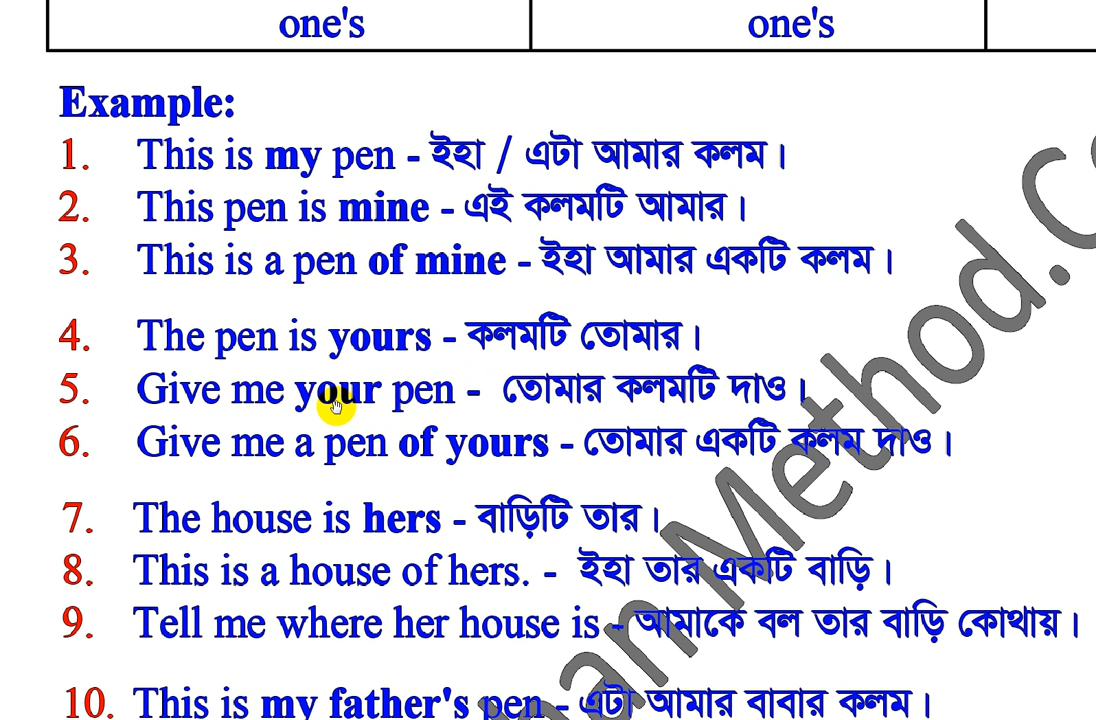 one's one's
Example:
1. This is my pen - ইহা / এটা আমার কলম।
2. This pen is mine - এই কলমটি আমার।
3. This is a pen of mine - ইহা আমার একটি কলম।
4. The pen is yours - কলমটি তোমার।
5. Give me your pen - তোমার কলমটি দাও।
6. Give me a pen of yours - তোমার একটি কলম দাও।
7. The house is hers - বাড়িটি তার।
8. This is a house of hers. - ইহা তার একটি বাড়ি।
9. Tell me where her house is - আমাকে বল তার বাড়ি কোথায়।
10. This is my father's pen - এটা আমার বাবার কলম।
Method.